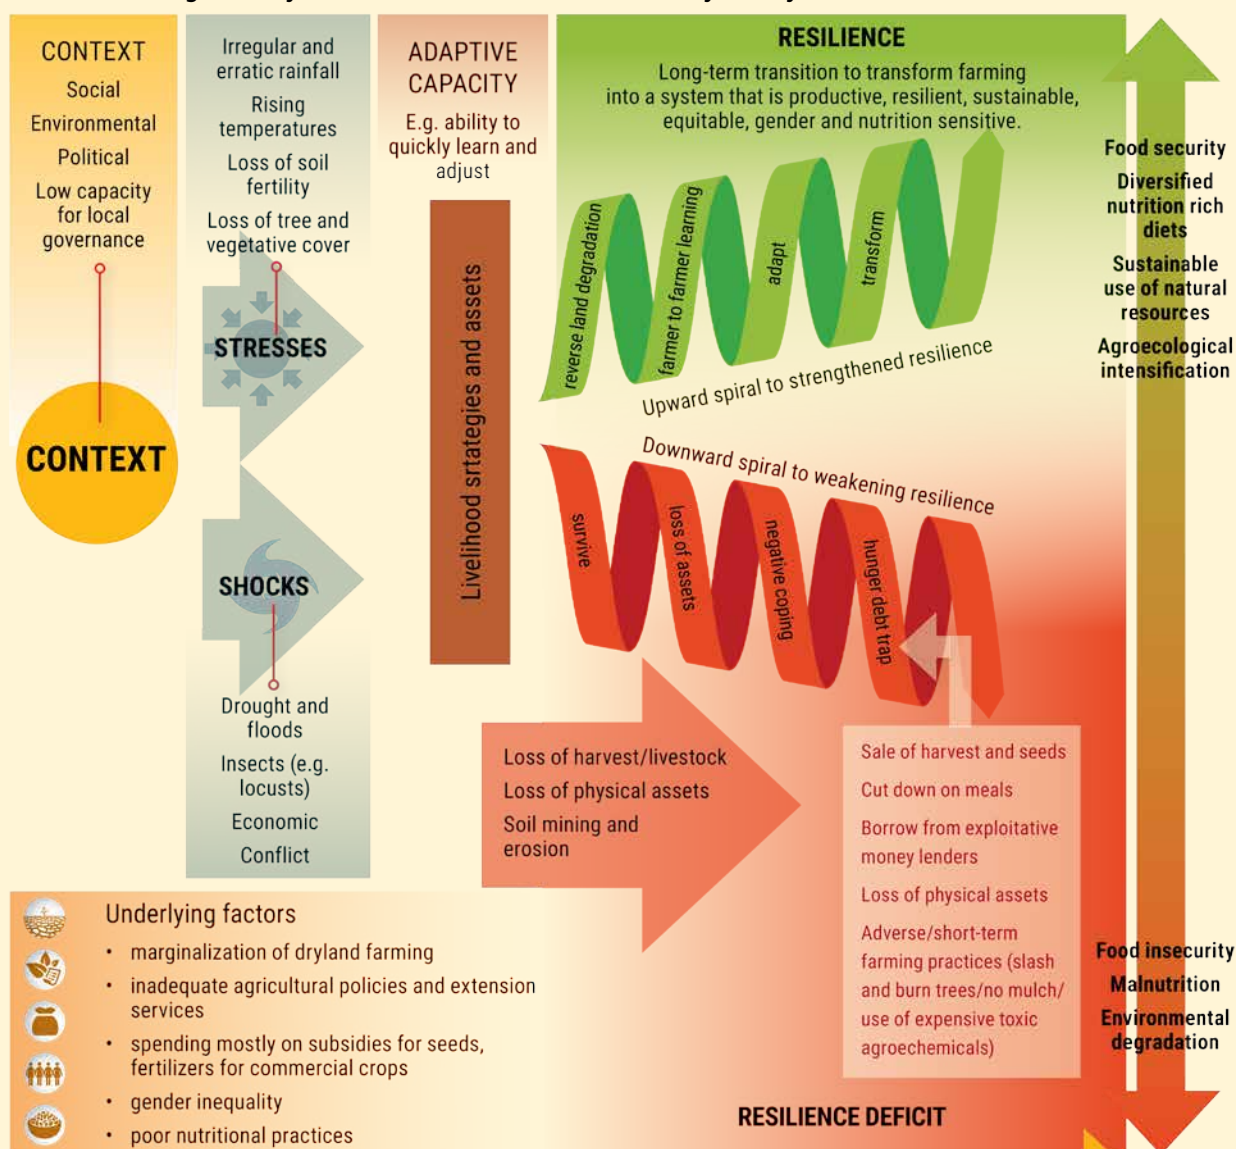 CONTEXT
Social
Environmental
Political
Low capacity
for local
governance
CONTEXT
Irregular and
erratic rainfall
Rising
temperatures
Loss of soil
fertility
Loss of tree and
vegetative cover
STRESSES
SHOCKS
Drought and
floods
Insects (e.g.
locusts)
Economic
Conflict
ADAPTIVE
CAPACITY
E.g. ability to
quickly learn and
adjust
Livelihood srtategies and assets
RESILIENCE
Long-term transition to transform farming
into a system that is productive, resilient, sustainable,
equitable, gender and nutrition sensitive.
reverse land degradation
farmer to farmer learning
adapt
transform
Upward spiral to strengthened resilience
Downward spiral to weakening resilience
survive
loss of assets
negative coping
hunger debt trap
Loss of harvest/livestock
Loss of physical assets
Soil mining and
erosion
Sale of harvest and seeds
Cut down on meals
Borrow from exploitative
money lenders
Loss of physical assets
Adverse/short-term
farming practices (slash
and burn trees/no mulch/
use of expensive toxic
agroechemicals)
RESILIENCE DEFICIT
Food security
Diversified
nutrition rich
diets
Sustainable
use of natural
resources
Agroecological
intensification
Food insecurity
Malnutrition
Environmental
degradation
Underlying factors
• marginalization of dryland farming
• inadequate agricultural policies and extension
services
• spending mostly on subsidies for seeds,
fertilizers for commercial crops
• gender inequality
• poor nutritional practices